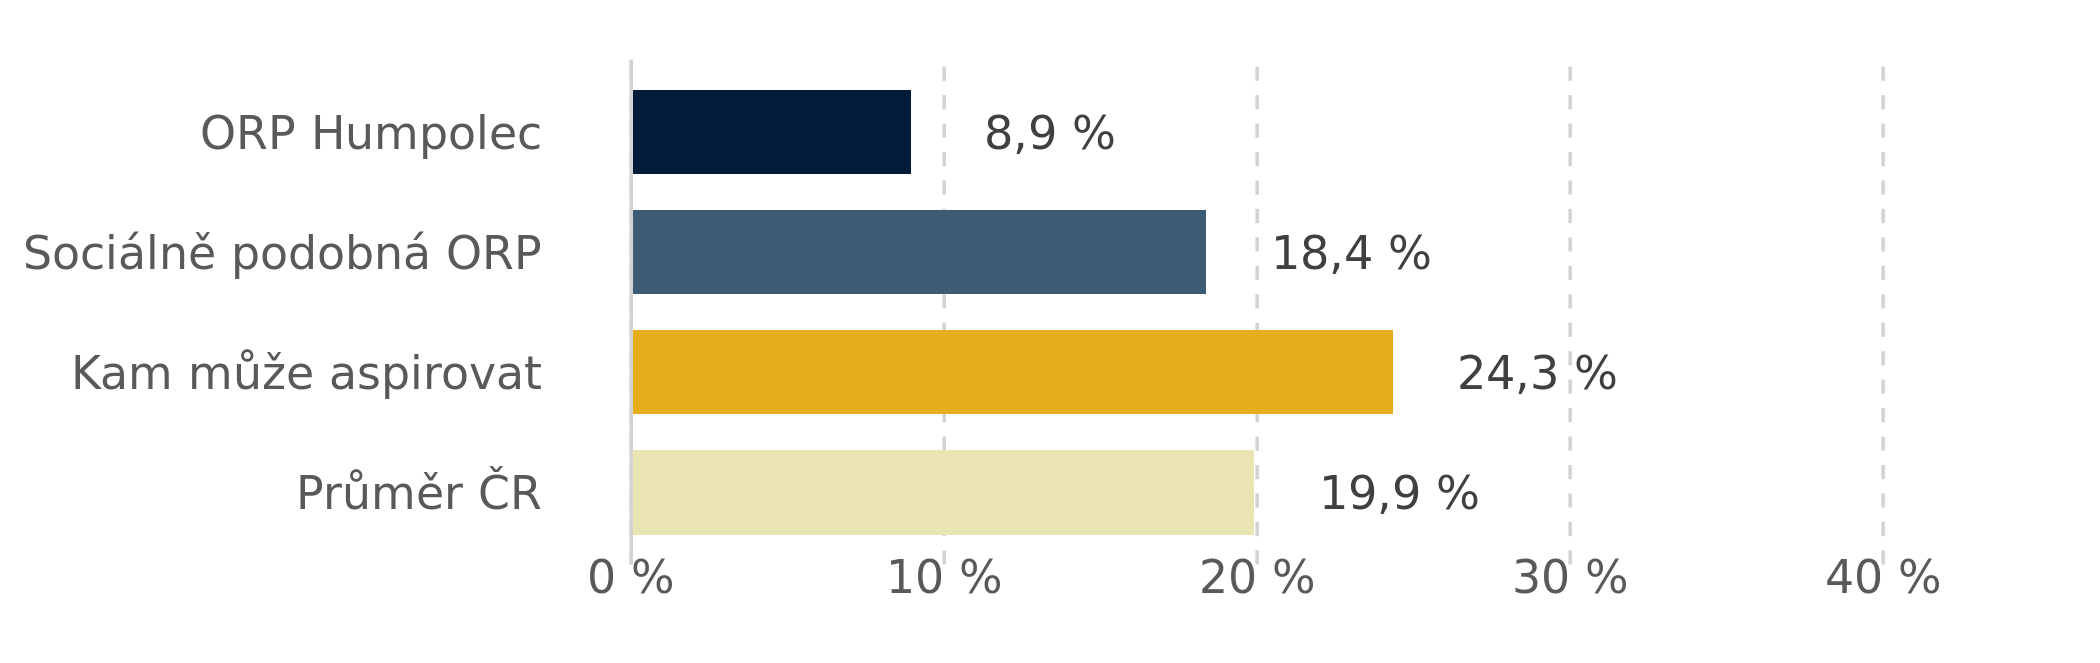 ORP Humpolec 8,9 %
Sociálně podobná ORP 18,4 %
Kam může aspirovat 24,3 %
Průměr ČR 19,9 %
0 % 10 % 20 % 30 % 40 %